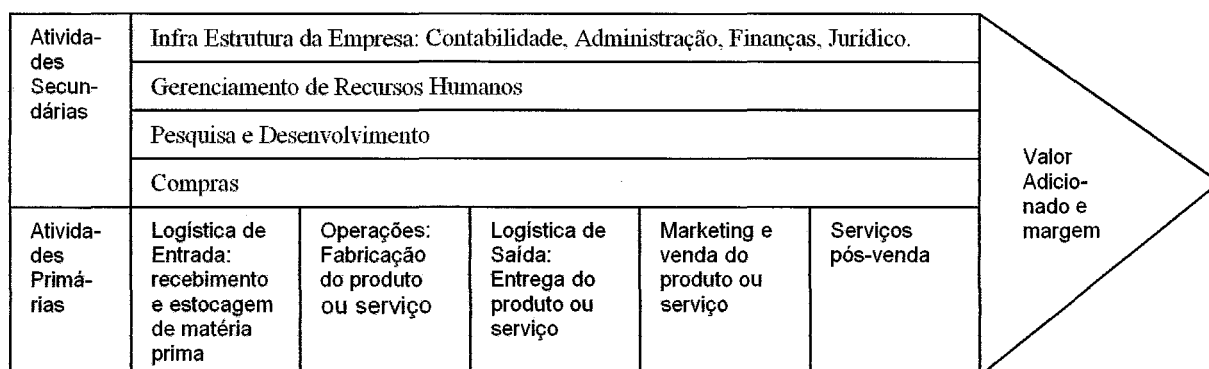 Ativida-
des
Secun-
dárias
Infra Estrutura da Empresa: Contabilidade, Administração, Finanças, Jurídico.
Gerenciamento de Recursos Humanos
Pesquisa e Desenvolvimento
Compras
Ativida-
des
Primá-
rias
Logística de
Entrada:
recebimento
e estocagem
de matéria
prima
Operações:
Fabricação
do produto
ou serviço
Logística de
Saída:
Entrega do
produto ou
serviço
Marketing e
venda do
produto ou
serviço
Serviços
pós-venda
Valor
Adicio-
nado e
margem